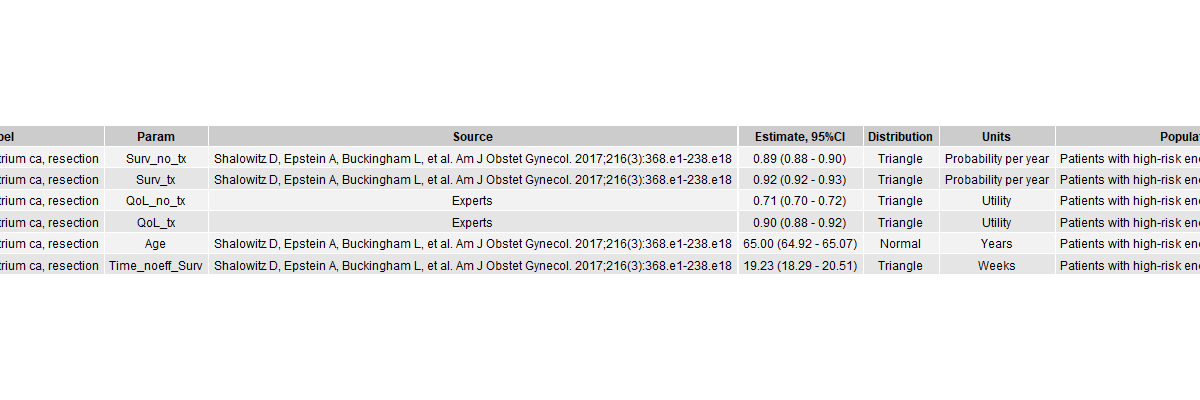 bel Param Source Estimate, 95%CI Distribution Units Populat
trium ca, resection Surv_no_tx Shalowitz D, Epstein A, Buckingham L, et al. Am J Obstet Gynecol. 2017;216(3):368.e1-238.e18 0.89 (0.88 - 0.90) Triangle Probability per year Patients with high-risk end
trium ca, resection Surv_tx Shalowitz D, Epstein A, Buckingham L, et al. Am J Obstet Gynecol. 2017;216(3):368.e1-238.e18 0.92 (0.92 - 0.93) Triangle Probability per year Patients with high-risk end
trium ca, resection QoL_no_tx Experts 0.71 (0.70 - 0.72) Triangle Utility Patients with high-risk end
trium ca, resection QoL_tx Experts 0.90 (0.88 - 0.92) Triangle Utility Patients with high-risk end
trium ca, resection Age Shalowitz D, Epstein A, Buckingham L, et al. Am J Obstet Gynecol. 2017;216(3):368.e1-238.e18 65.00 (64.92 - 65.07) Normal Years Patients with high-risk end
trium ca, resection Time_noeff_Surv Shalowitz D, Epstein A, Buckingham L, et al. Am J Obstet Gynecol. 2017;216(3):368.e1-238.e18 19.23 (18.29 - 20.51) Triangle Weeks Patients with high-risk end